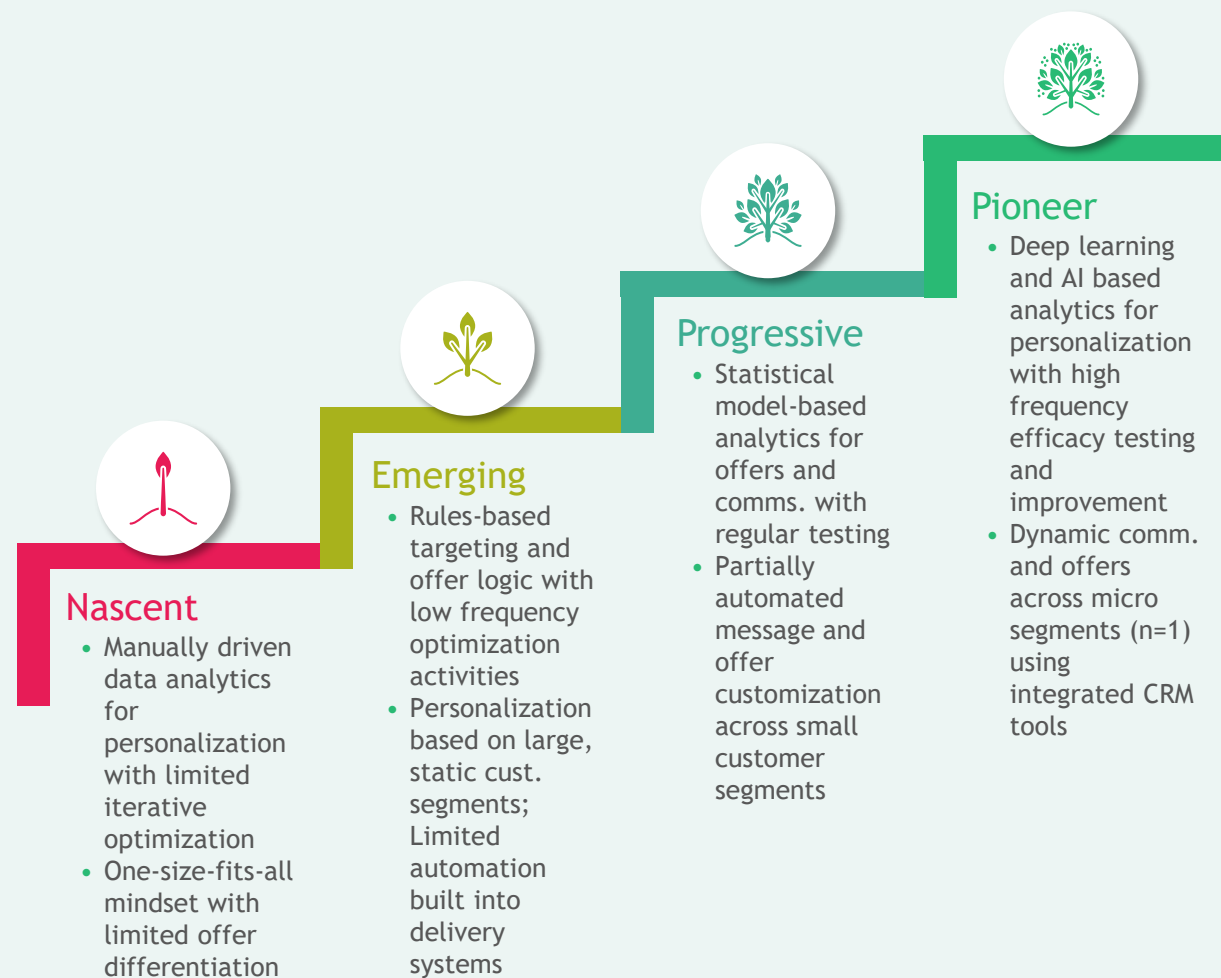 Nascent
• Manually driven
data analytics
for
personalization
with limited
iterative
optimization
• One-size-fits-all
mindset with
limited offer
differentiation
Emerging
• Rules-based
targeting and
offer logic with
low frequency
optimization
activities
• Personalization
based on large,
static cust.
segments;
Limited
automation
built into
delivery
systems
Progressive
• Statistical
model-based
analytics for
offers and
comms. with
regular testing
• Partially
automated
message and
offer
customization
across small
customer
segments
Pioneer
• Deep learning
and AI based
analytics for
personalization
with high
frequency
efficacy testing
and
improvement
• Dynamic comm.
and offers
across micro
segments (n=1)
using
integrated CRM
tools